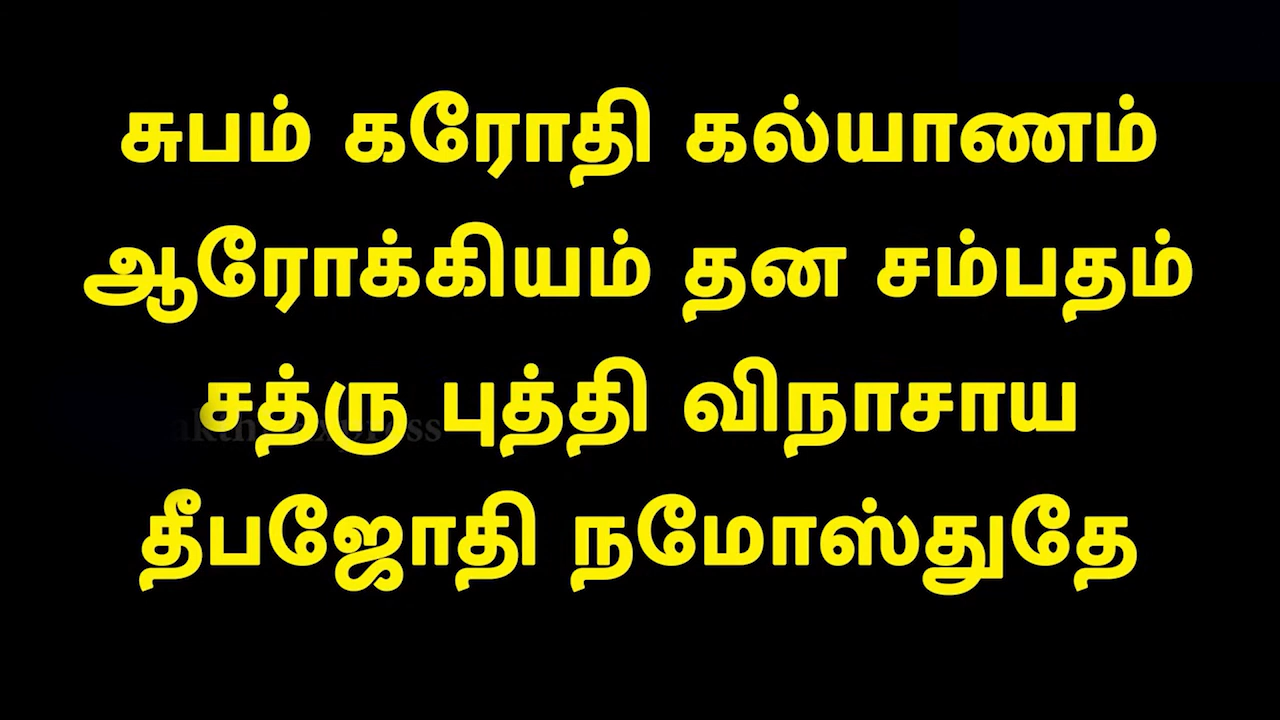 சுபம் கரோதி கல்யாணம்
ஆரோக்கியம் தன சம்பதம்
சத்ரு புத்தி விநாசாய
தீபஜோதி நமோஸ்துதே